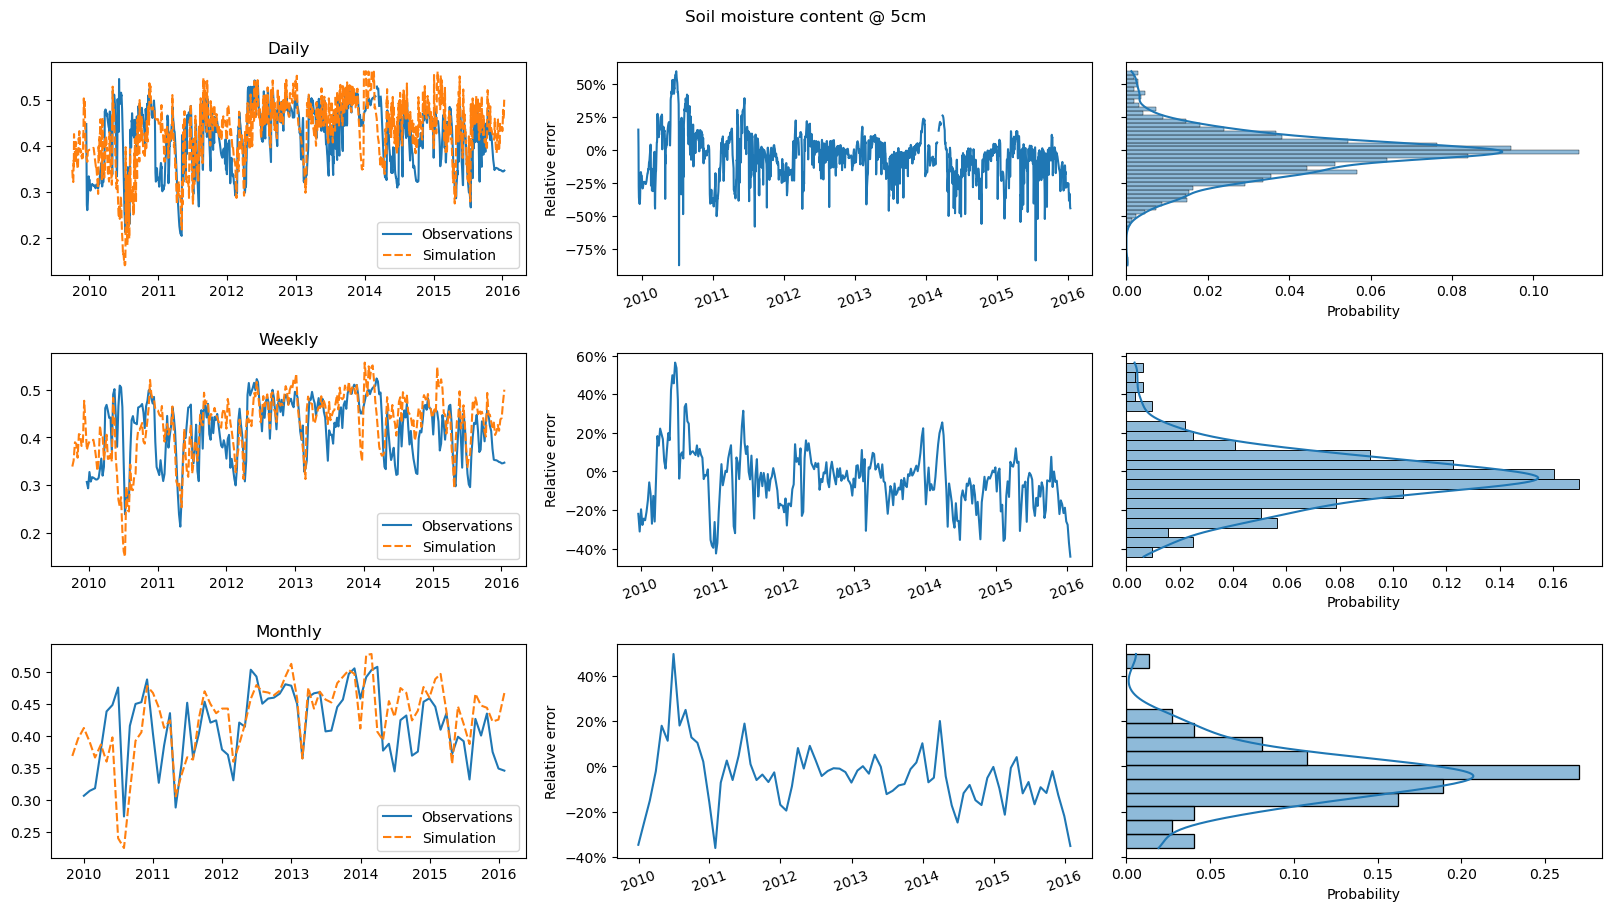 Soil moisture content @ 5cm
Daily
0.5
0.4
0.3
0.2
2010 2011 2012 2013 2014 2015 2016
Observations
Simulation
Relative error
50%
25%
0%
−25%
−50%
−75%
2010 2011 2012 2013 2014 2015 2016
0.00 0.02 0.04 0.06 0.08 0.10
Probability
Weekly
0.5
0.4
0.3
0.2
2010 2011 2012 2013 2014 2015 2016
Observations
Simulation
Relative error
60%
40%
20%
0%
−20%
−40%
2010 2011 2012 2013 2014 2015 2016
0.00 0.02 0.04 0.06 0.08 0.10 0.12 0.14 0.16
Probability
Monthly
0.50
0.45
0.40
0.35
0.30
0.25
2010 2011 2012 2013 2014 2015 2016
Observations
Simulation
Relative error
40%
20%
0%
−20%
−40%
2010 2011 2012 2013 2014 2015 2016
0.00 0.05 0.10 0.15 0.20 0.25
Probability